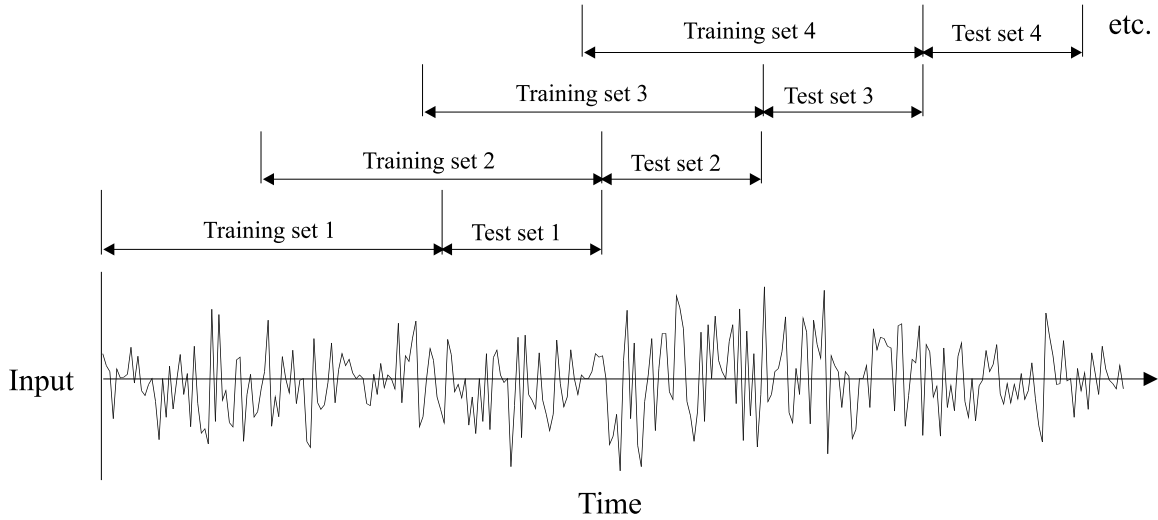 etc.
Training set 4
Test set 4
Training set 3
Test set 3
Training set 2
Test set 2
Training set 1
Test set 1
Input
Time